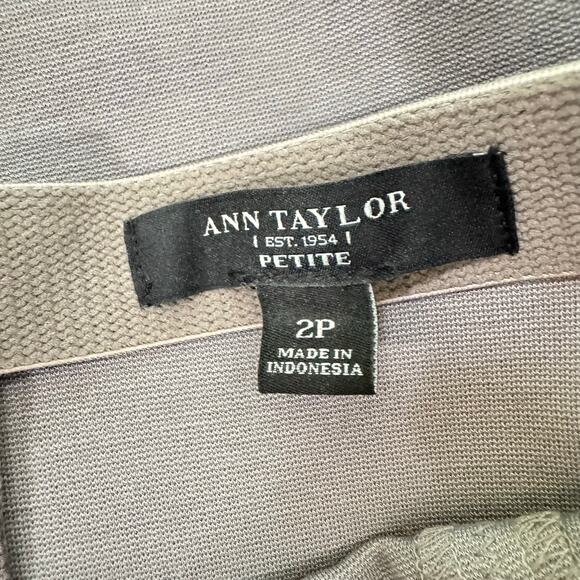 ANN TAYLOR
| EST. 1954 |
PETITE
2P
MADE IN
INDONESIA